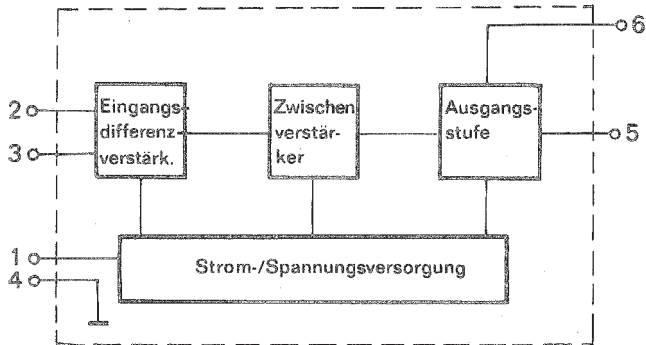 6
2
Eingangs-
differenz
verstärk.
Zwischen
verstär-
ker
Ausgangs-
stufe
5
3
1
Strom-/Spannungsversorgung
4